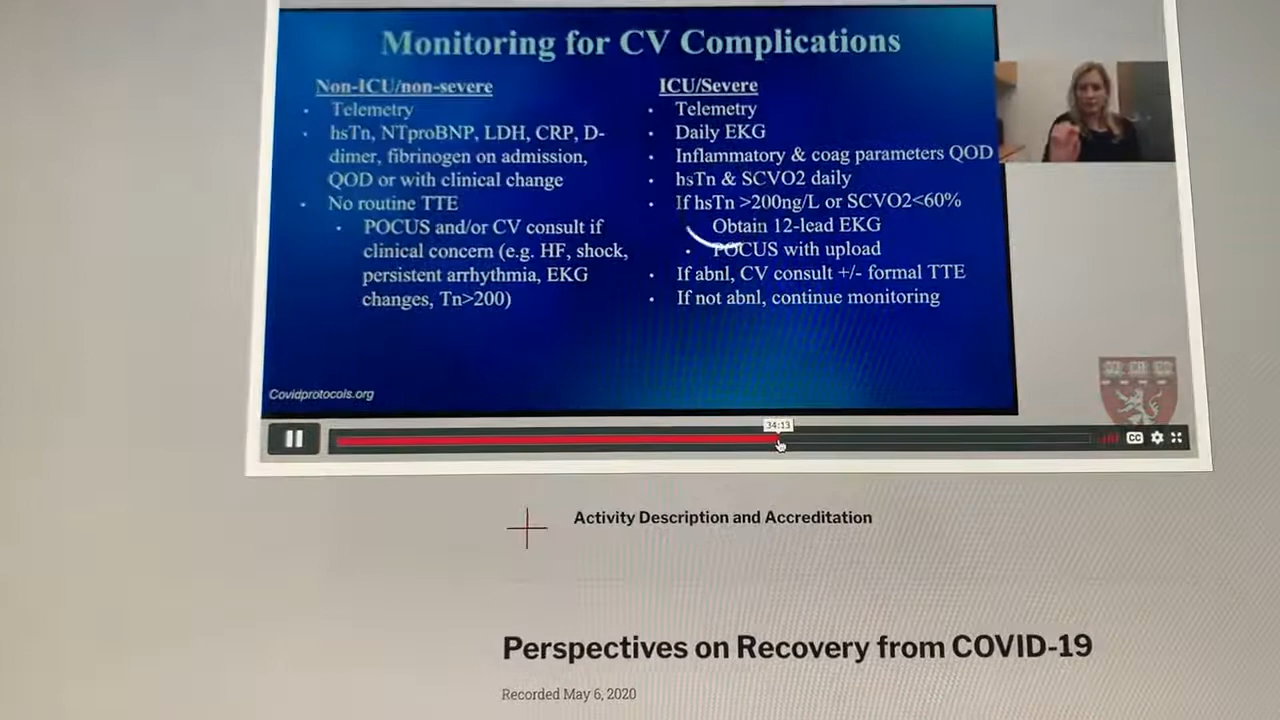 Monitoring for CV Complications
Non-ICU/non-severe
• Telemetry
• hsTn, NTproBNP, LDH, CRP, D-
dimer, fibrinogen on admission,
QOD or with clinical change
• No routine TTE
• POCUS and/or CV consult if
clinical concern (e.g. HF, shock,
persistent arrhythmia, EKG
changes, Tn>200)
ICU/Severe
• Telemetry
• Daily EKG
• Inflammatory & coag parameters QOD
• hsTn & SCVO2 daily
• If hsTn >200ng/L or SCVO2<60%
Obtain 12-lead EKG
• POCUS with upload
• If abnl, CV consult +/- formal TTE
• If not abnl, continue monitoring
Covidprotocols.org
34:13
CC
Activity Description and Accreditation
Perspectives on Recovery from COVID-19
Recorded May 6, 2020